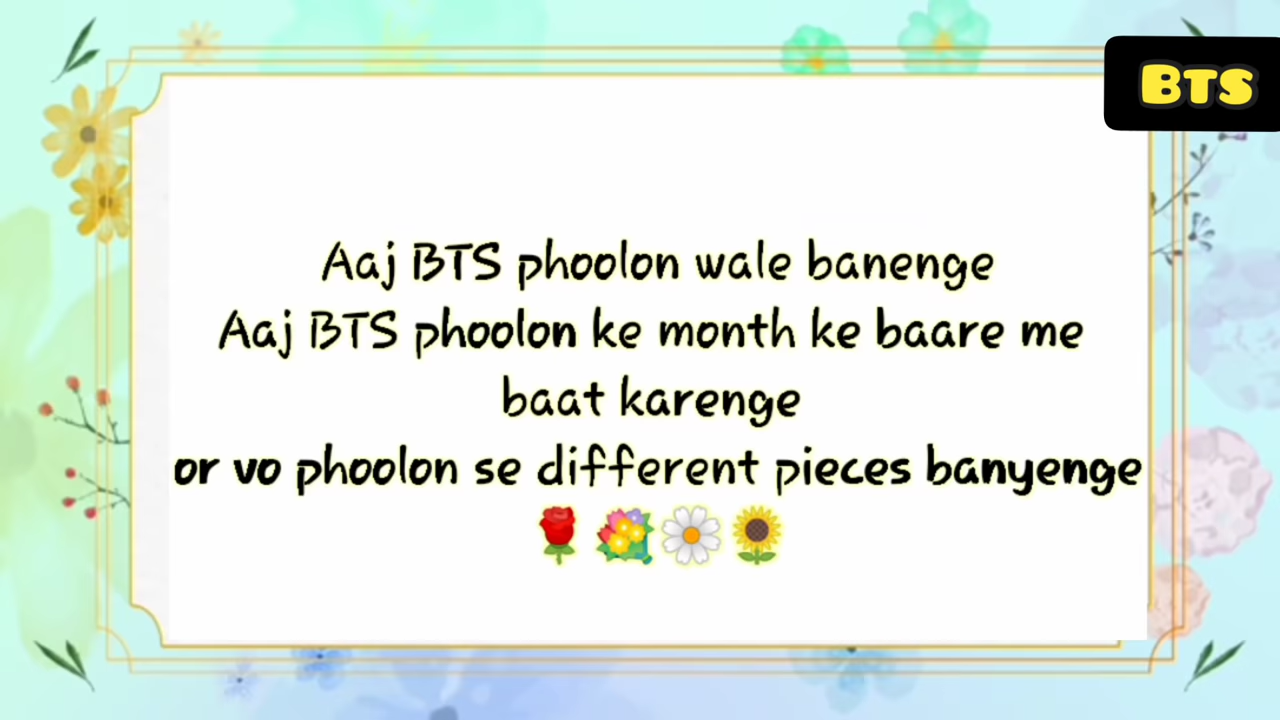 BTS
Aaj BTS phoolon wale banenge
Aaj BTS phoolon ke month ke baare me
baat karenge
or vo phoolon se different pieces banyenge
🌹 💐 🌼 🌻